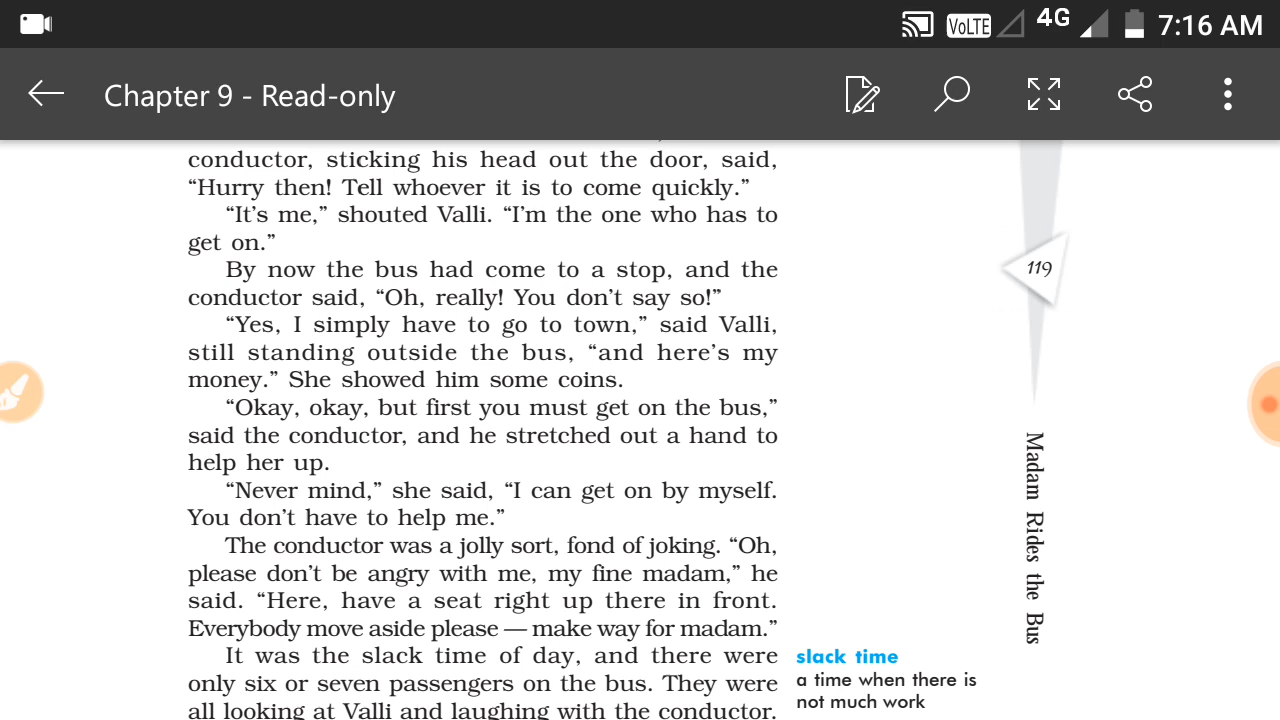 VoLTE 4G 7:16 AM
Chapter 9 - Read-only
conductor, sticking his head out the door, said,
“Hurry then! Tell whoever it is to come quickly.”
“It’s me,” shouted Valli. “I’m the one who has to
get on.”
By now the bus had come to a stop, and the
conductor said, “Oh, really! You don’t say so!”
“Yes, I simply have to go to town,” said Valli,
still standing outside the bus, “and here’s my
money.” She showed him some coins.
“Okay, okay, but first you must get on the bus,”
said the conductor, and he stretched out a hand to
help her up.
“Never mind,” she said, “I can get on by myself.
You don’t have to help me.”
The conductor was a jolly sort, fond of joking. “Oh,
please don’t be angry with me, my fine madam,” he
said. “Here, have a seat right up there in front.
Everybody move aside please — make way for madam.”
It was the slack time of day, and there were
only six or seven passengers on the bus. They were
all looking at Valli and laughing with the conductor.
slack time
a time when there is
not much work
119
Madam Rides the Bus